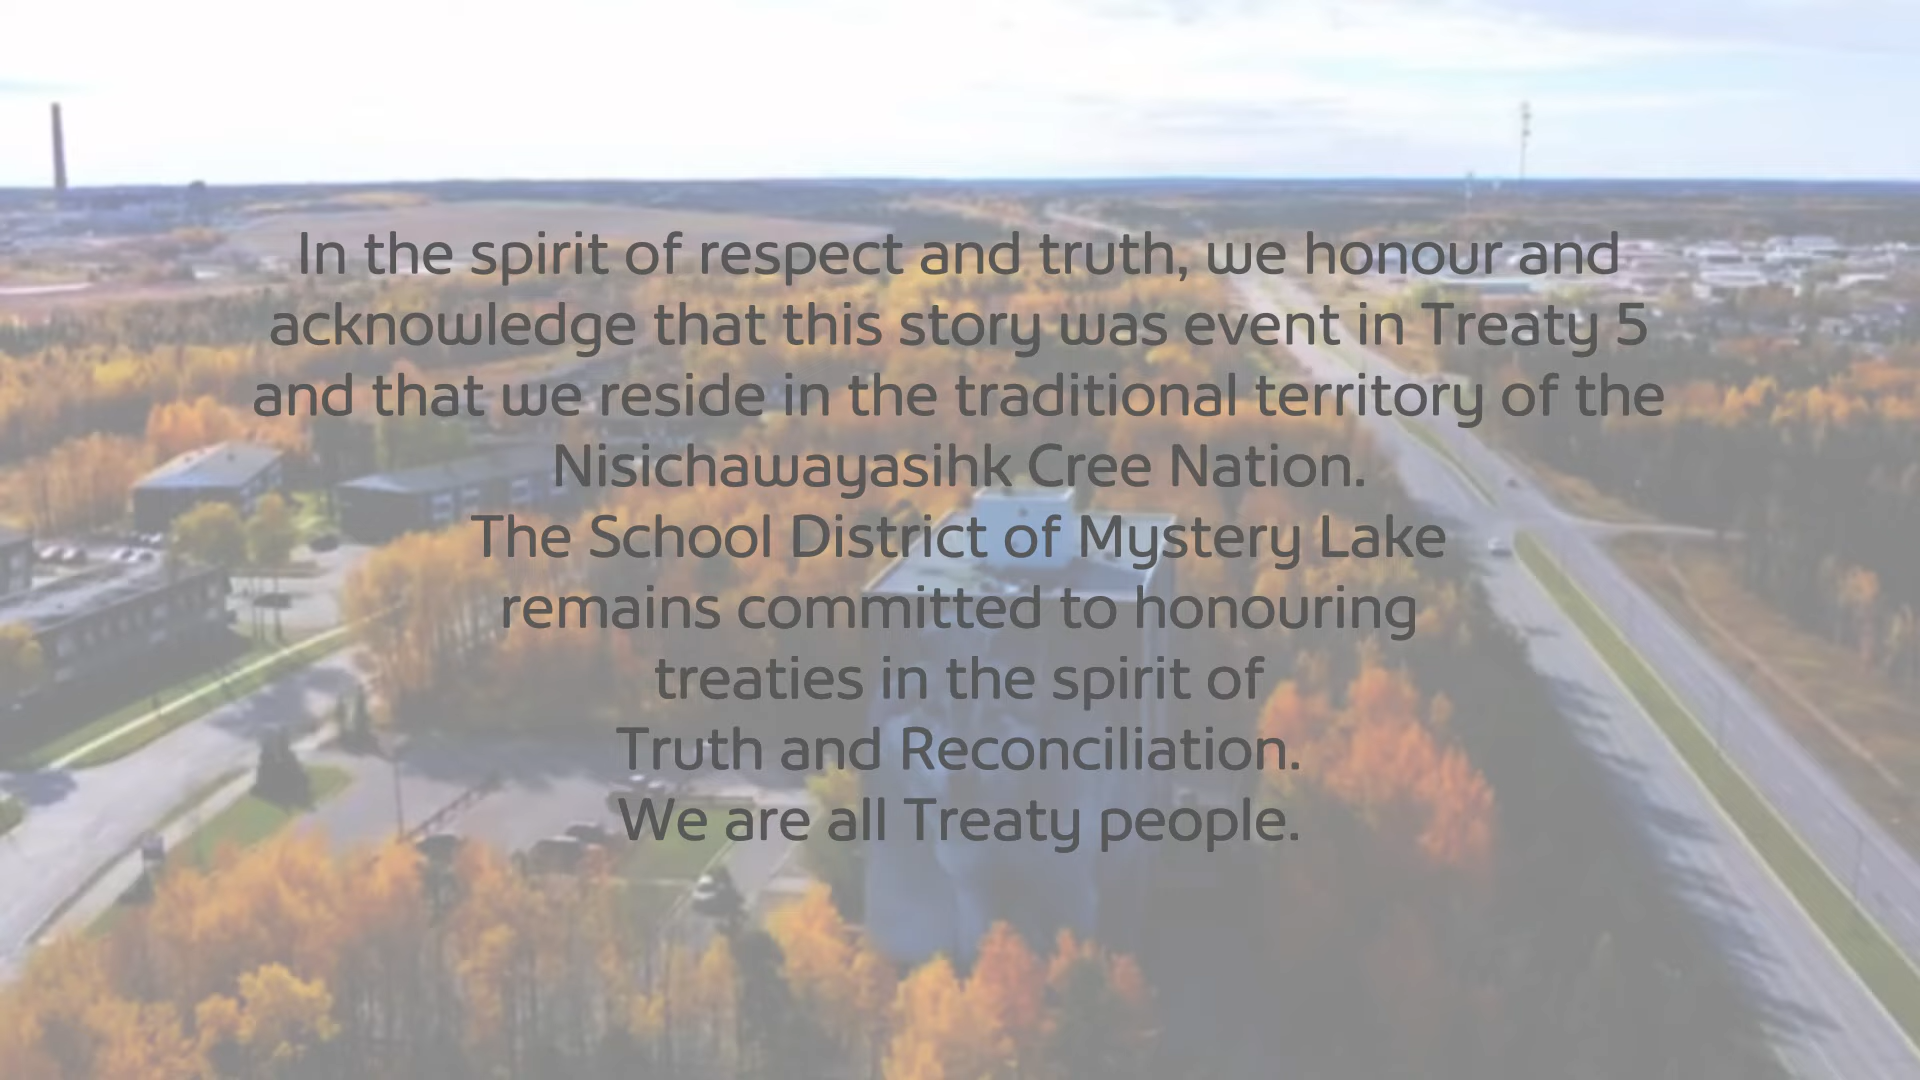 In the spirit of respect and truth, we honour and
acknowledge that this story was event in Treaty 5
and that we reside in the traditional territory of the
Nisichawayasihk Cree Nation.
The School District of Mystery Lake
remains committed to honouring
treaties in the spirit of
Truth and Reconciliation.
We are all Treaty people.